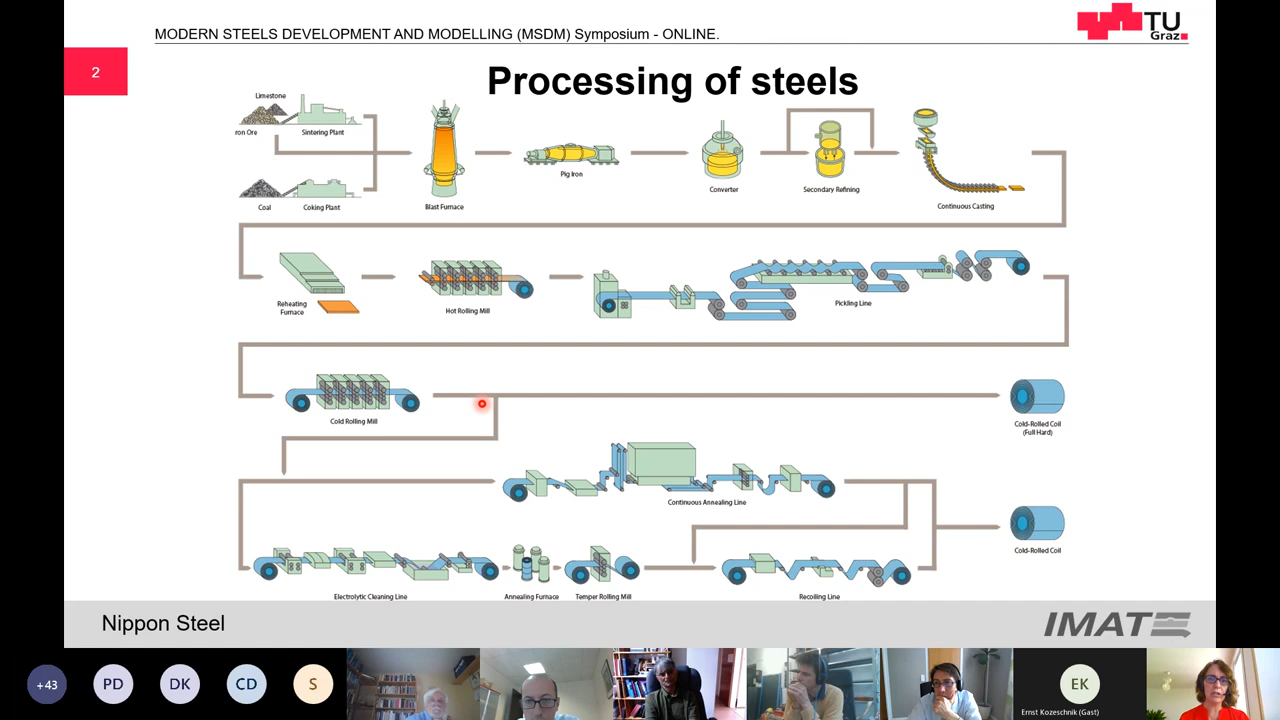 MODERN STEELS DEVELOPMENT AND MODELLING (MSDM) Symposium - ONLINE.
TU
Graz
2
Processing of steels
Limestone
ron Ore
Sintering Plant
Coal
Coking Plant
Blast Furnace
Pig Iron
Converter
Secondary Refining
Continuous Casting
Reheating
Furnace
Hot Rolling Mill
Pickling Line
Cold Rolling Mill
Cold-Rolled Coil
(Full Hard)
Continuous Annealing Line
Cold-Rolled Coil
Electrolytic Cleaning Line
Annealing Furnace
Temper Rolling Mill
Recoiling Line
Nippon Steel
IMATE
+43
PD
DK
CD
S
EK
Ernst Kozeschnik (Gast)